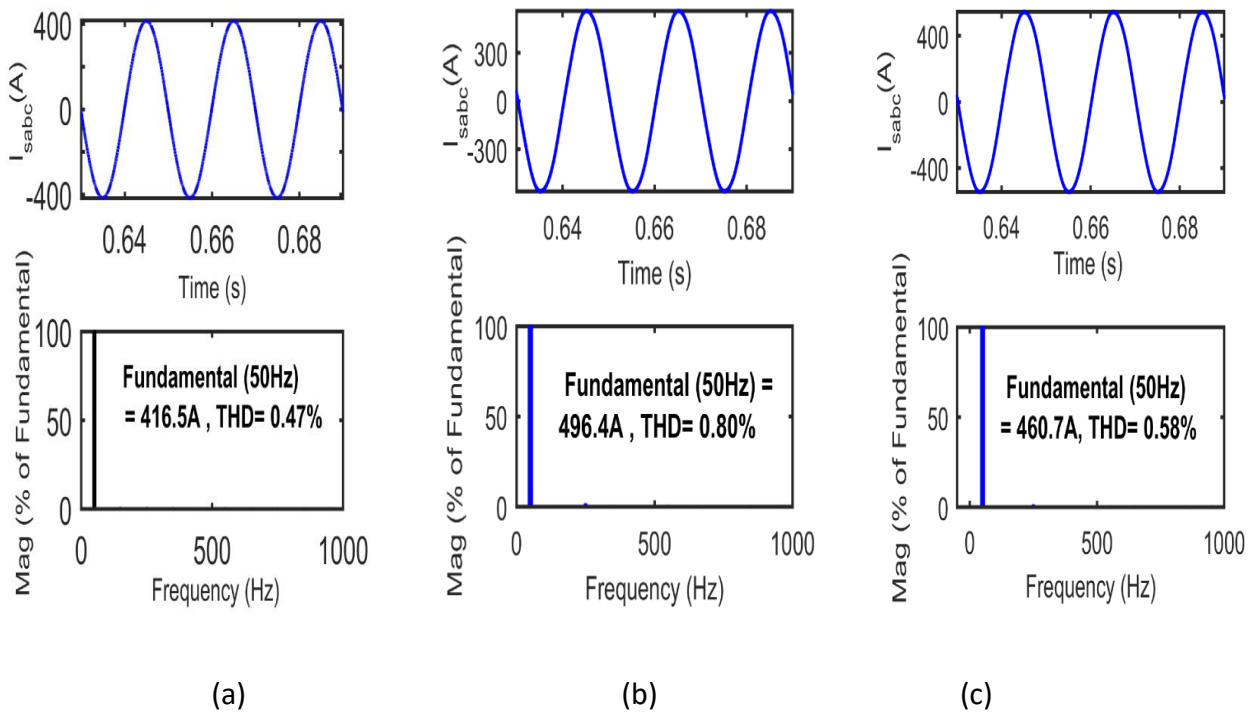 400
0
-400
I_sabc(A)
0.64 0.66 0.68
Time (s)
100
50
0
Mag (% of Fundamental)
Fundamental (50Hz)
= 416.5A , THD= 0.47%
0 500 1000
Frequency (Hz)
(a)
300
0
-300
I_sabc(A)
0.64 0.66 0.68
Time (s)
100
50
0
Mag (% of Fundamental)
Fundamental (50Hz) =
496.4A , THD= 0.80%
0 500 1000
Frequency (Hz)
(b)
400
0
-400
I_sabc(A)
0.64 0.66 0.68
Time (s)
100
50
0
Mag (% of Fundamental)
Fundamental (50Hz)
= 460.7A, THD= 0.58%
0 500 1000
Frequency (Hz)
(c)